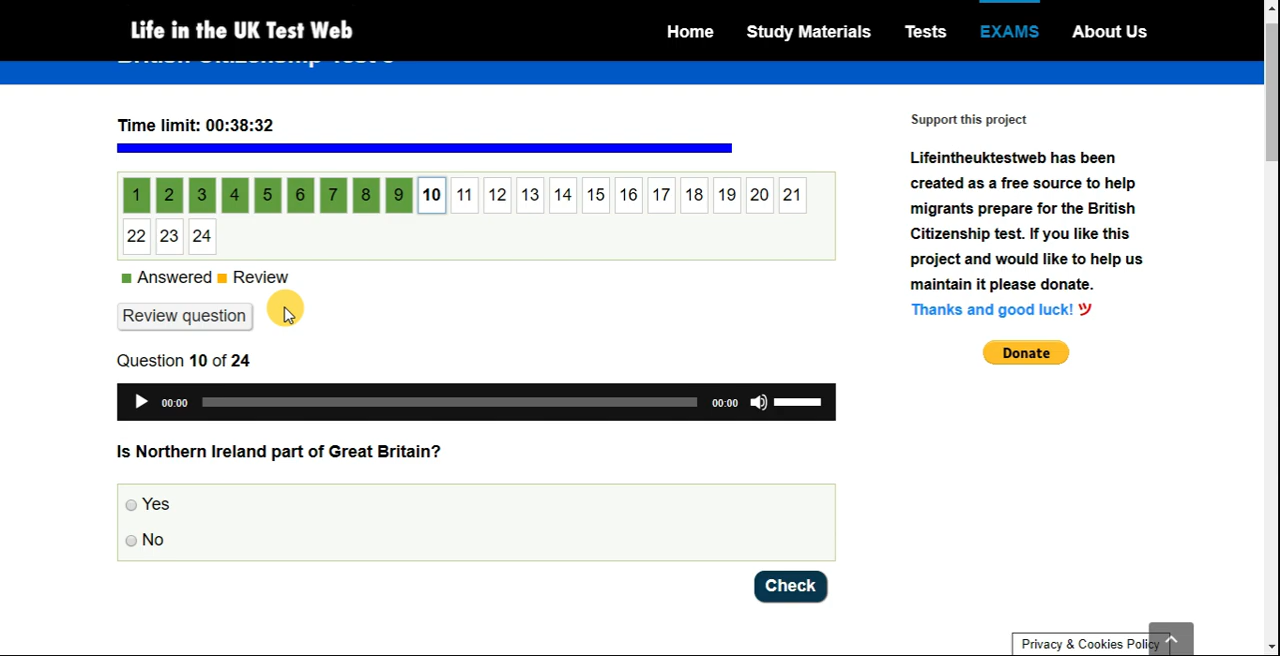 Life in the UK Test Web
Home Study Materials Tests EXAMS About Us
Time limit: 00:38:32
1 2 3 4 5 6 7 8 9 10 11 12 13 14 15 16 17 18 19 20 21
22 23 24
Answered Review
Review question
Question 10 of 24
00:00 00:00
Is Northern Ireland part of Great Britain?
Yes
No
Check
Support this project
Lifeintheuktestweb has been
created as a free source to help
migrants prepare for the British
Citizenship test. If you like this
project and would like to help us
maintain it please donate.
Thanks and good luck! ツ
Donate
Privacy & Cookies Policy